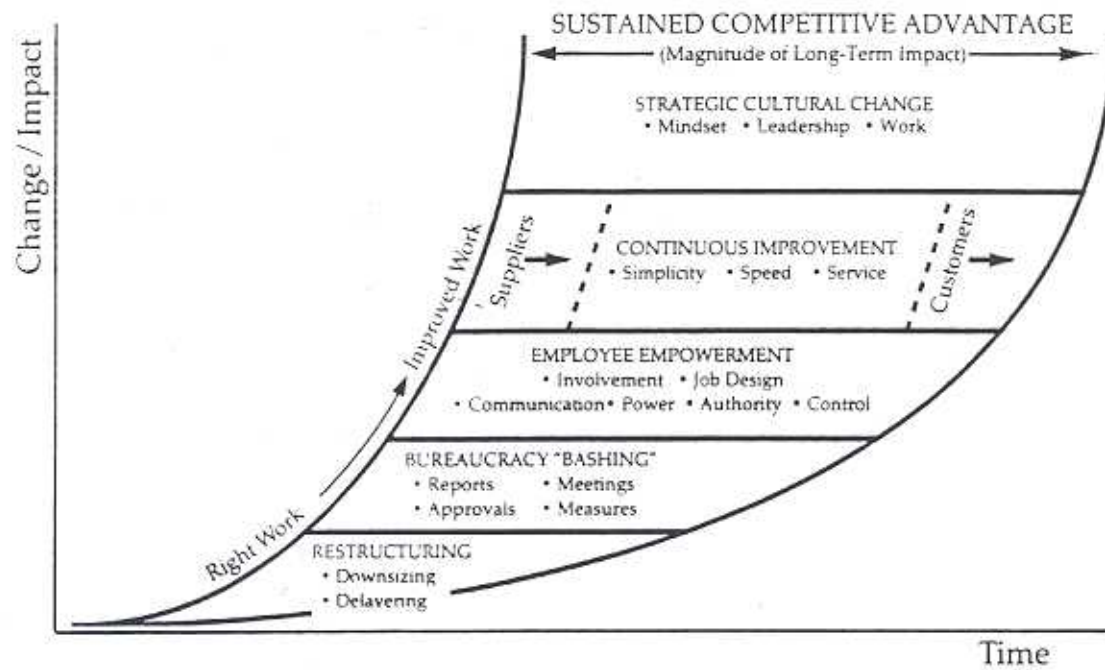 SUSTAINED COMPETITIVE ADVANTAGE
(Magnitude of Long-Term Impact)
STRATEGIC CULTURAL CHANGE
• Mindset • Leadership • Work
Change / Impact
Suppliers
CONTINUOUS IMPROVEMENT
• Simplicity • Speed • Service
Customers
Improved Work
EMPLOYEE EMPOWERMENT
• Involvement • Job Design
• Communication • Power • Authority • Control
BUREAUCRACY "BASHING"
• Reports • Meetings
• Approvals • Measures
Right Work
RESTRUCTURING
• Downsizing
• Delayering
Time